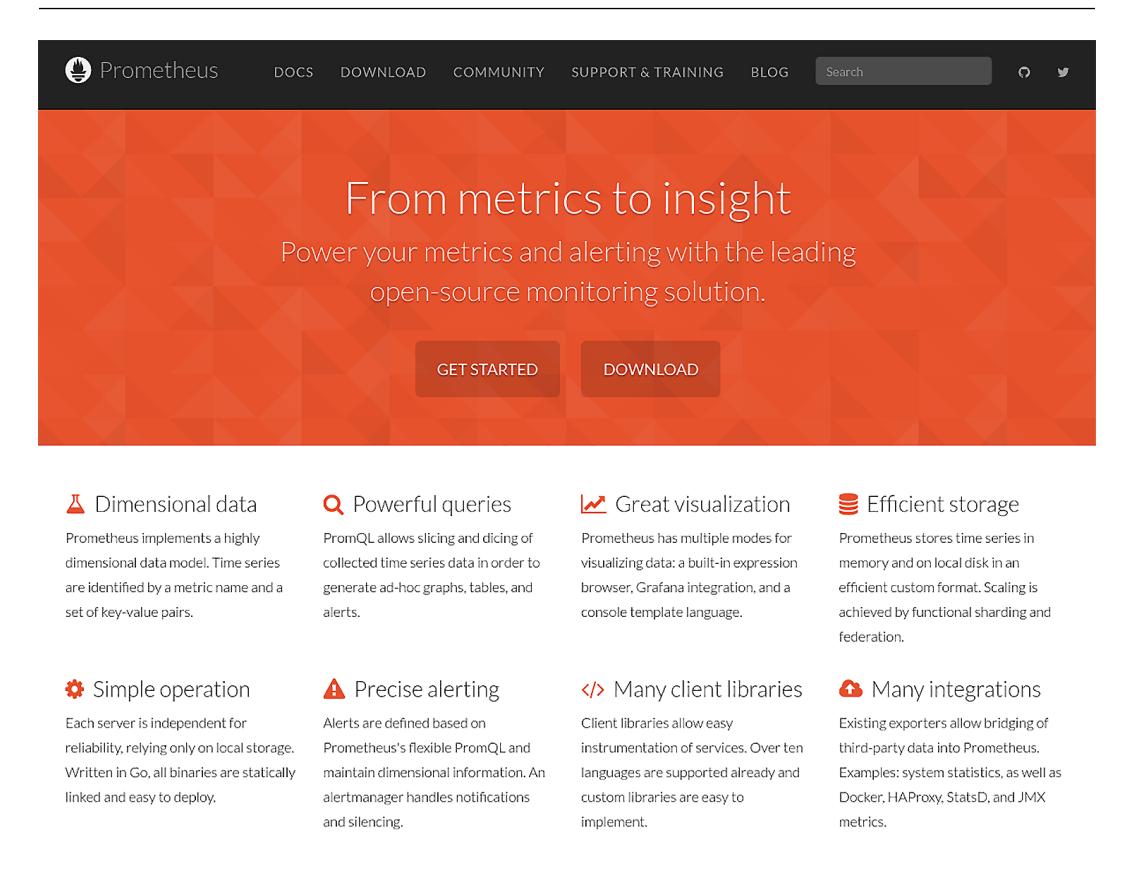 Prometheus DOCS DOWNLOAD COMMUNITY SUPPORT & TRAINING BLOG Search
From metrics to insight
Power your metrics and alerting with the leading
open-source monitoring solution.
GET STARTED DOWNLOAD
Dimensional data
Prometheus implements a highly
dimensional data model. Time series
are identified by a metric name and a
set of key-value pairs.
Powerful queries
PromQL allows slicing and dicing of
collected time series data in order to
generate ad-hoc graphs, tables, and
alerts.
Great visualization
Prometheus has multiple modes for
visualizing data: a built-in expression
browser, Grafana integration, and a
console template language.
Efficient storage
Prometheus stores time series in
memory and on local disk in an
efficient custom format. Scaling is
achieved by functional sharding and
federation.
Simple operation
Each server is independent for
reliability, relying only on local storage.
Written in Go, all binaries are statically
linked and easy to deploy.
Precise alerting
Alerts are defined based on
Prometheus's flexible PromQL and
maintain dimensional information. An
alertmanager handles notifications
and silencing.
Many client libraries
Client libraries allow easy
instrumentation of services. Over ten
languages are supported already and
custom libraries are easy to
implement.
Many integrations
Existing exporters allow bridging of
third-party data into Prometheus.
Examples: system statistics, as well as
Docker, HAProxy, StatsD, and JMX
metrics.